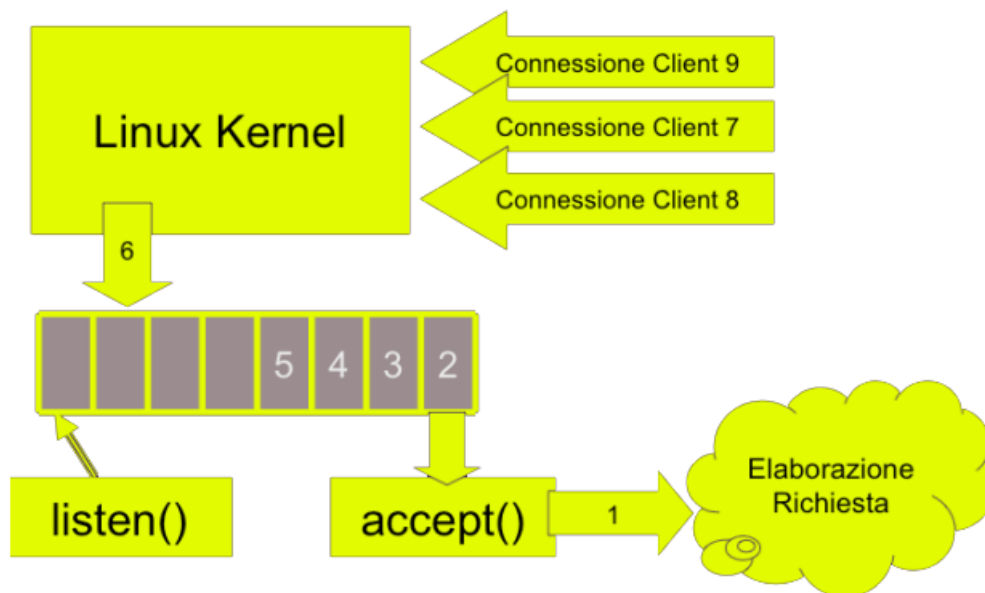 Linux Kernel
Connessione Client 9
Connessione Client 7
Connessione Client 8
6
5 4 3 2
listen()
accept()
1
Elaborazione
Richiesta